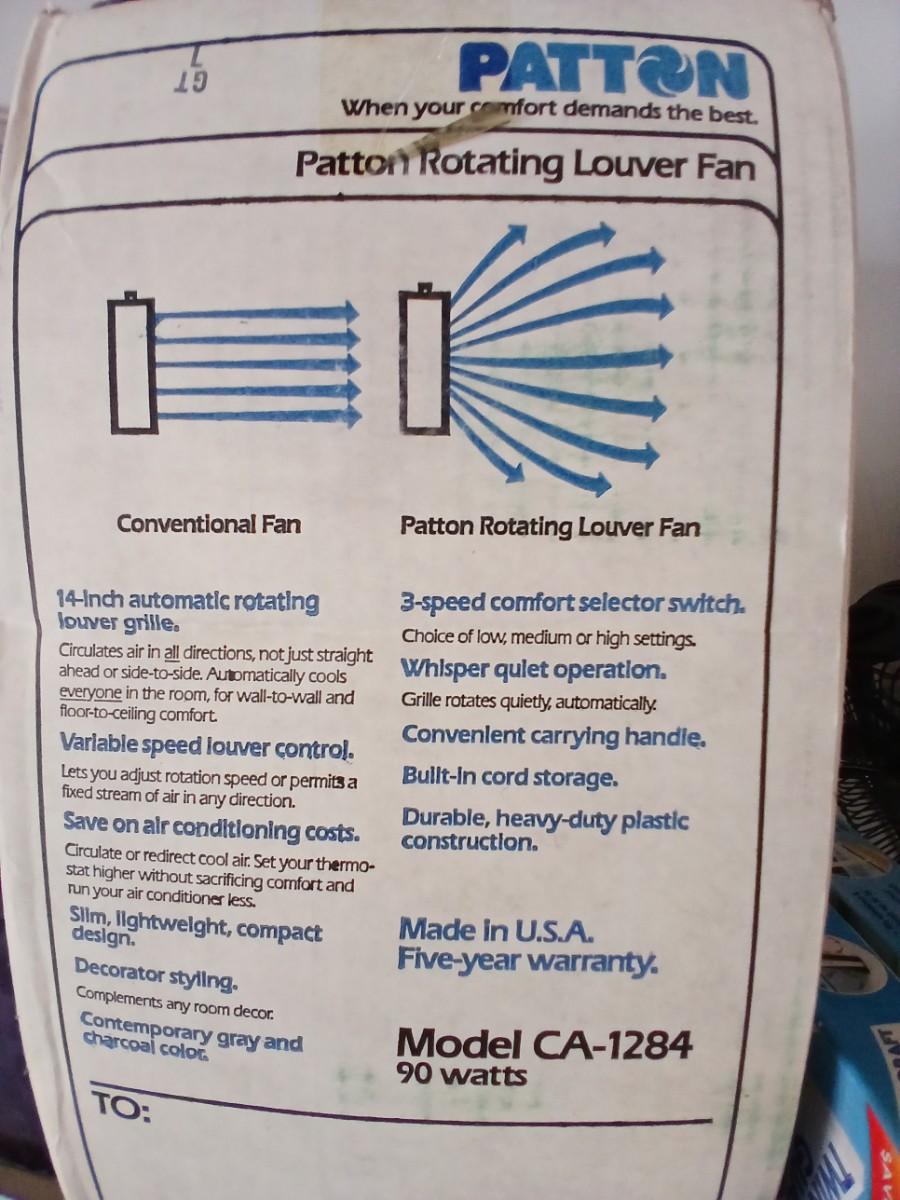 PATTON
When your comfort demands the best.
Patton Rotating Louver Fan
Conventional Fan
Patton Rotating Louver Fan
14-inch automatic rotating
louver grille.
Circulates air in all directions, not just straight
ahead or side-to-side. Automatically cools
everyone in the room, for wall-to-wall and
floor-to-ceiling comfort.
Variable speed louver control.
Lets you adjust rotation speed or permits a
fixed stream of air in any direction.
Save on air conditioning costs.
Circulate or redirect cool air. Set your thermo-
stat higher without sacrificing comfort and
run your air conditioner less.
Slim, lightweight, compact
design.
Decorator styling.
Complements any room decor.
Contemporary gray and
charcoal color.
3-speed comfort selector switch.
Choice of low, medium or high settings.
Whisper quiet operation.
Grille rotates quietly, automatically.
Convenient carrying handle.
Built-in cord storage.
Durable, heavy-duty plastic
construction.
Made in U.S.A.
Five-year warranty.
Model CA-1284
90 watts
TO: